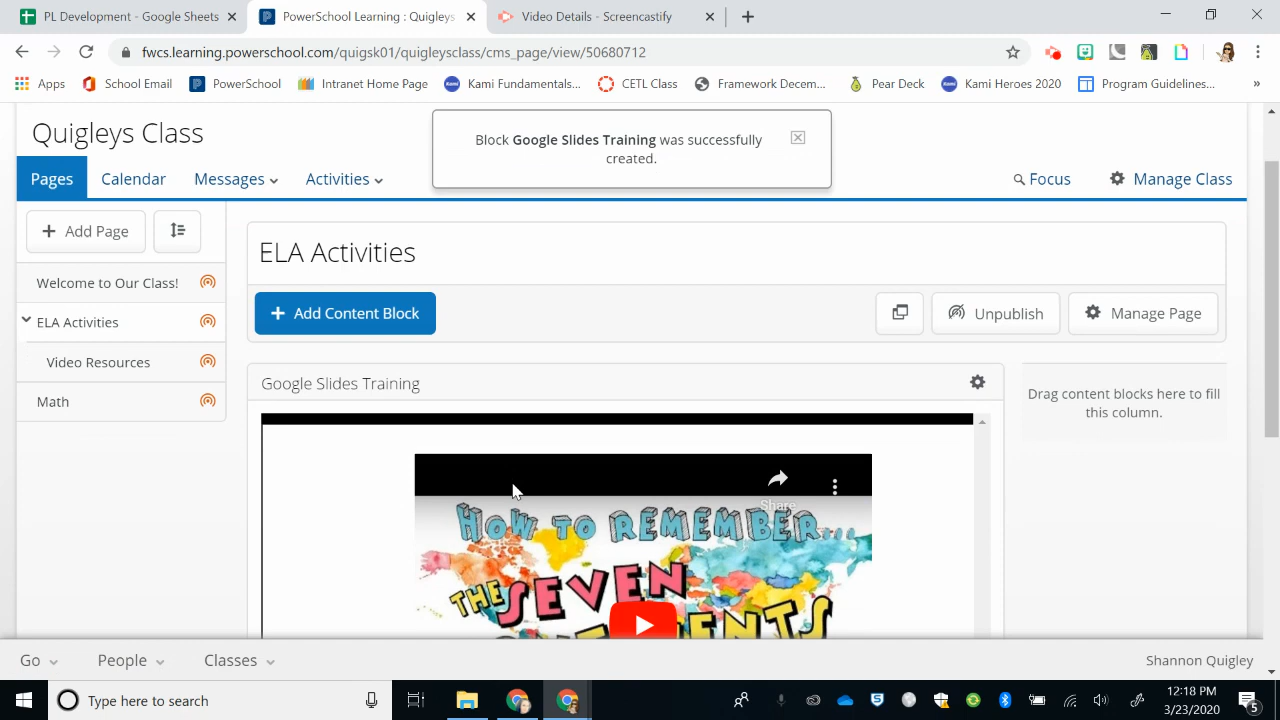 PL Development - Google Sheets
PowerSchool Learning : Quigleys
Video Details - Screencastify
fwcs.learning.powerschool.com/quigsk01/quigleysclass/cms_page/view/50680712
Apps
School Email
PowerSchool
Intranet Home Page
Kami Fundamentals...
CETL Class
Framework Decem...
Pear Deck
Kami Heroes 2020
Program Guidelines...
»
Quigleys Class
Block Google Slides Training was successfully
created.
Pages
Calendar
Messages
Activities
Focus
Manage Class
+ Add Page
Welcome to Our Class!
ELA Activities
Video Resources
Math
ELA Activities
+ Add Content Block
Unpublish
Manage Page
Google Slides Training
Drag content blocks here to fill
this column.
Share
HOW TO REMEMBER...
THE SEVEN
Go
People
Classes
Shannon Quigley
Type here to search
12:18 PM
3/23/2020
5